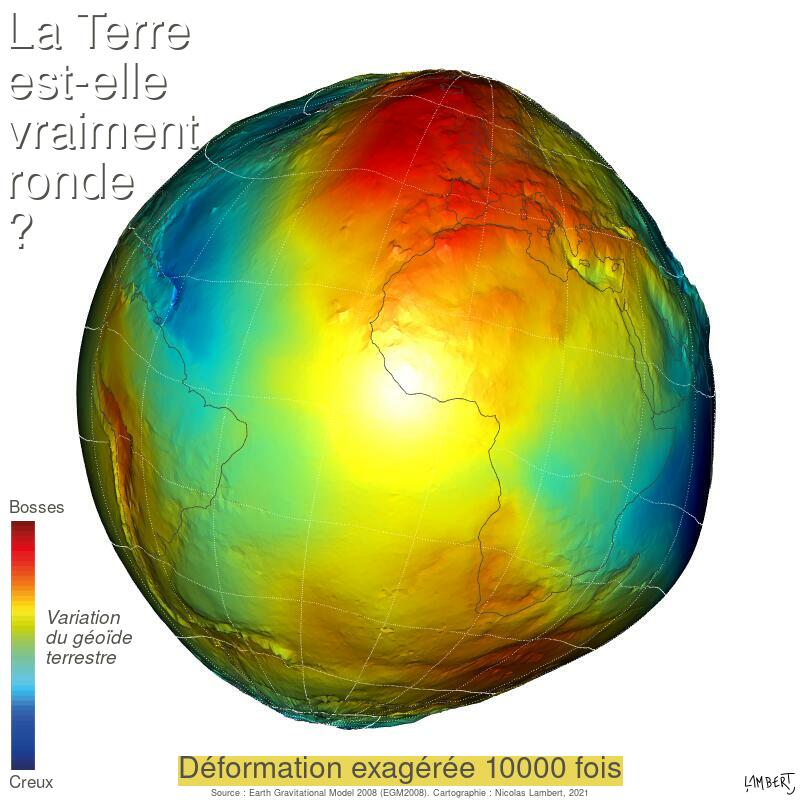 La Terre
est-elle
vraiment
ronde
?
Bosses
Variation
du géoïde
terrestre
Creux
Déformation exagérée 10000 fois
Source : Earth Gravitational Model 2008 (EGM2008). Cartographie : Nicolas Lambert, 2021
LAMBERT